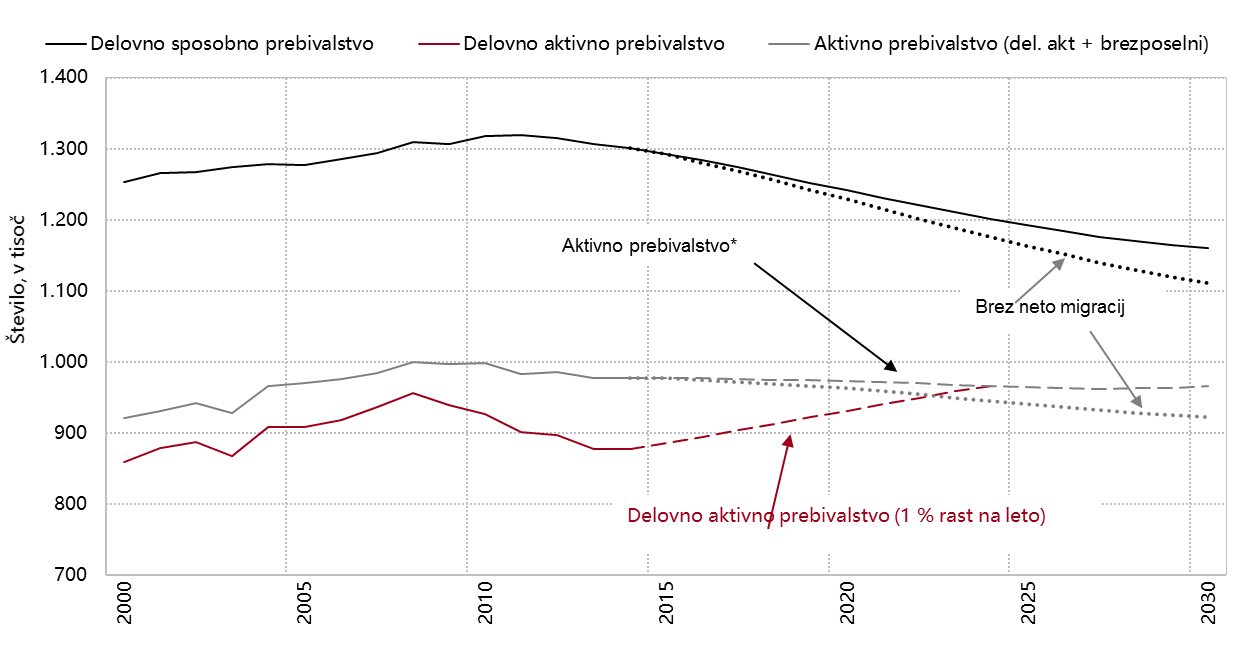 Delovno sposobno prebivalstvo
Delovno aktivno prebivalstvo
Aktivno prebivalstvo (del. akt + brezposelni)
Število, v tisoč
1.400
1.300
1.200
1.100
1.000
900
800
700
Aktivno prebivalstvo*
Brez neto migracij
Delovno aktivno prebivalstvo (1 % rast na leto)
2000
2005
2010
2015
2020
2025
2030